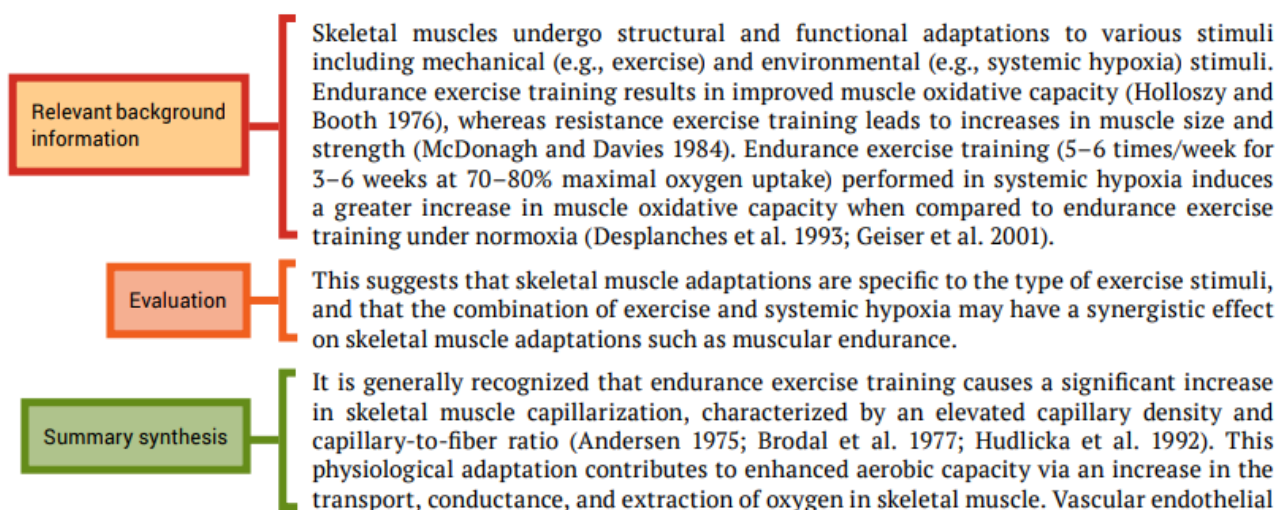 Relevant background
information
Skeletal muscles undergo structural and functional adaptations to various stimuli
including mechanical (e.g., exercise) and environmental (e.g., systemic hypoxia) stimuli.
Endurance exercise training results in improved muscle oxidative capacity (Holloszy and
Booth 1976), whereas resistance exercise training leads to increases in muscle size and
strength (McDonagh and Davies 1984). Endurance exercise training (5–6 times/week for
3–6 weeks at 70–80% maximal oxygen uptake) performed in systemic hypoxia induces
a greater increase in muscle oxidative capacity when compared to endurance exercise
training under normoxia (Desplanches et al. 1993; Geiser et al. 2001).
Evaluation
This suggests that skeletal muscle adaptations are specific to the type of exercise stimuli,
and that the combination of exercise and systemic hypoxia may have a synergistic effect
on skeletal muscle adaptations such as muscular endurance.
Summary synthesis
It is generally recognized that endurance exercise training causes a significant increase
in skeletal muscle capillarization, characterized by an elevated capillary density and
capillary-to-fiber ratio (Andersen 1975; Brodal et al. 1977; Hudlicka et al. 1992). This
physiological adaptation contributes to enhanced aerobic capacity via an increase in the
transport, conductance, and extraction of oxygen in skeletal muscle. Vascular endothelial